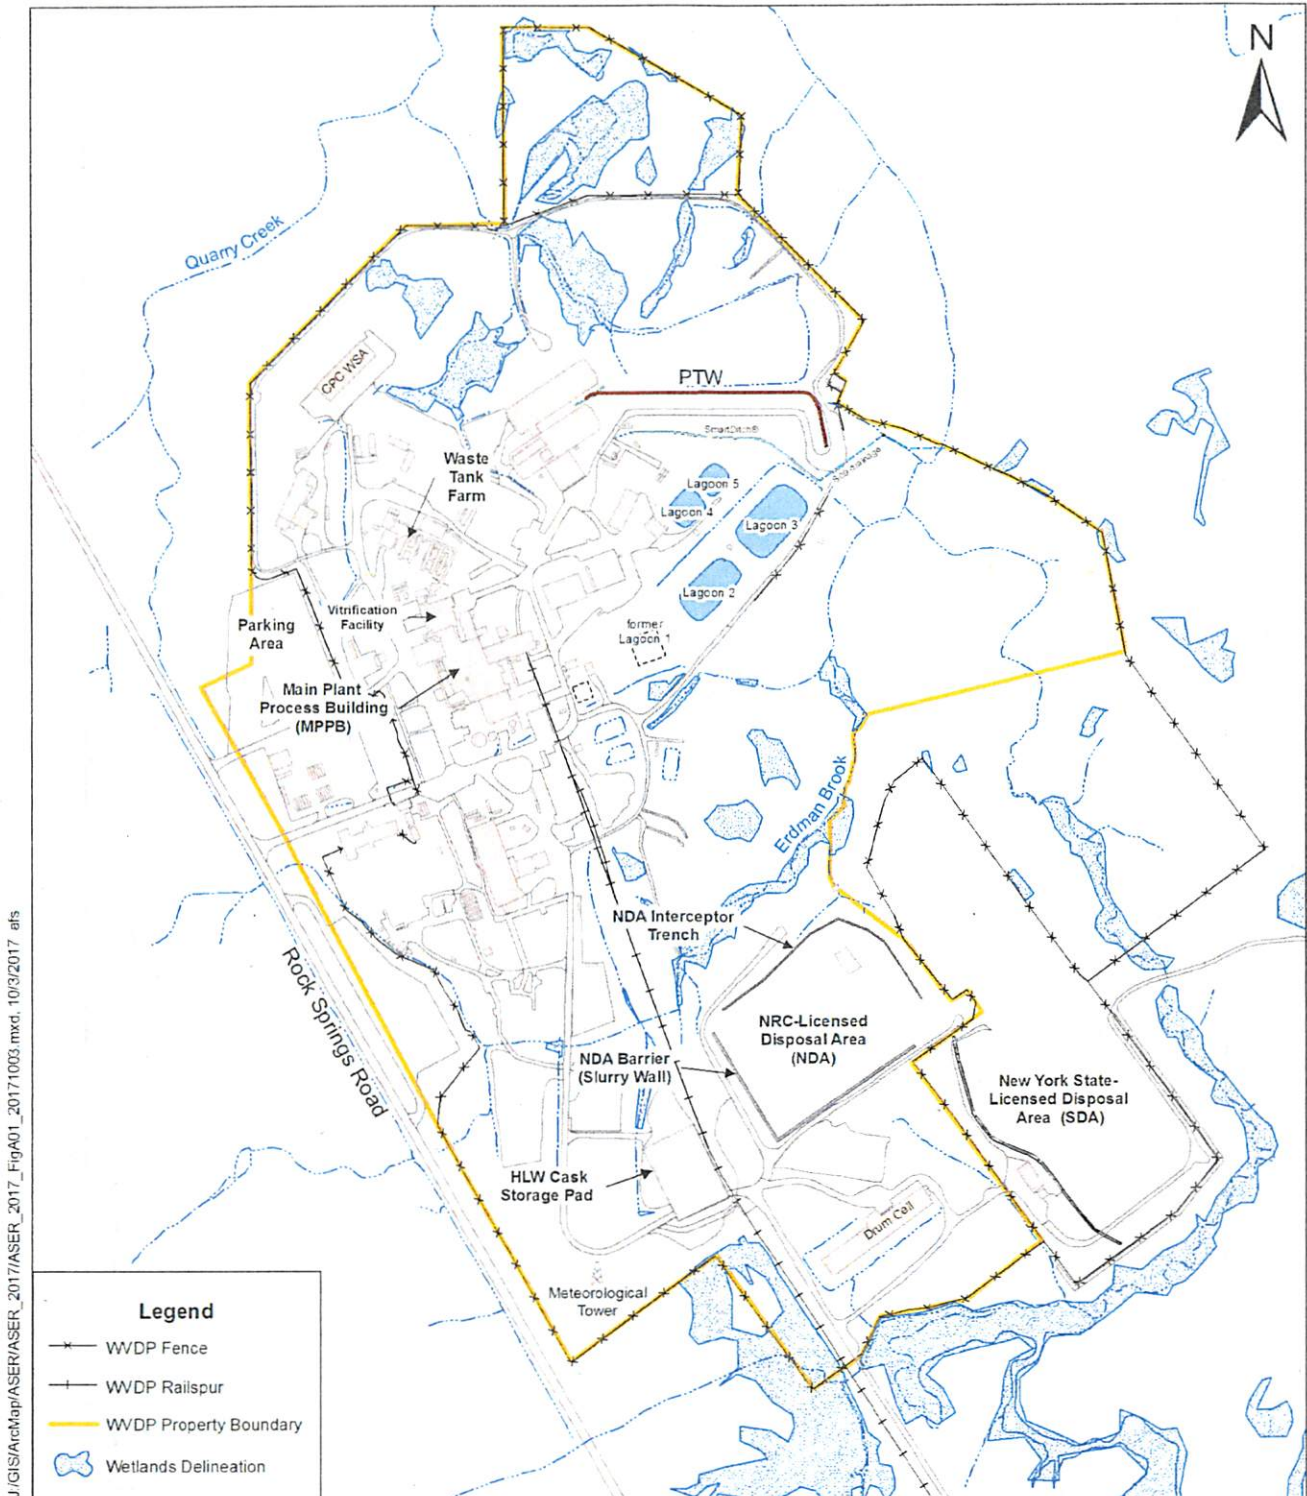 N
Quarry Creek
CPC WSA
PTW
SmartDitch®
Waste
Tank
Farm
Lagoon 5
Lagoon 4
Lagoon 3
Lagoon 2
former
Lagoon 1
Vitrification
Facility
Parking
Area
Main Plant
Process Building
(MPPB)
Erdman Brook
NDA Interceptor
Trench
Rock Springs Road
NRC-Licensed
Disposal Area
(NDA)
NDA Barrier
(Slurry Wall)
New York State-
Licensed Disposal
Area (SDA)
HLW Cask
Storage Pad
Drum Cell
Meteorological
Tower
Legend
WVDP Fence
WVDP Railspur
WVDP Property Boundary
Wetlands Delineation
J:/GIS/ArcMap/ASER/ASER_2017/ASER_2017_FigA01_20171003.mxd, 10/3/2017 afs